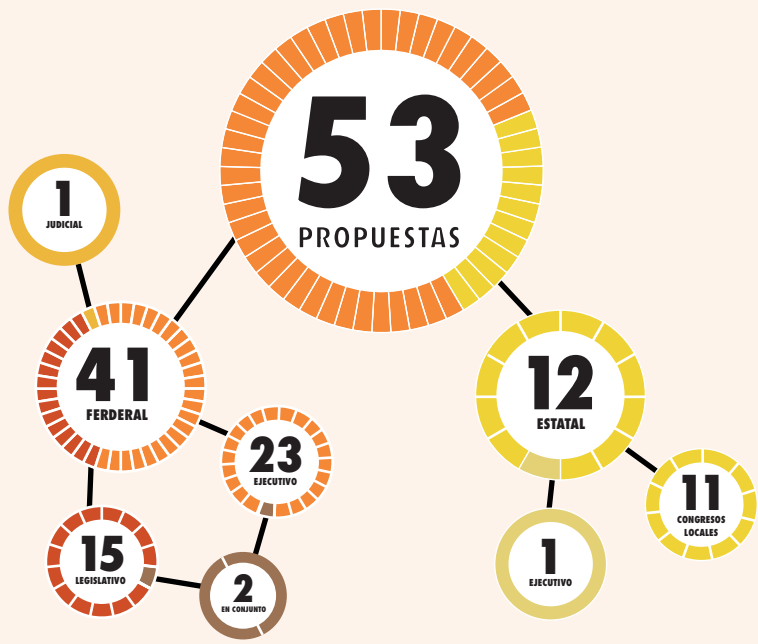 53
PROPUESTAS
1
JUDICIAL
41
FERDERAL
23
EJECUTIVO
15
LEGISLATIVO
2
EN CONJUNTO
12
ESTATAL
11
CONGRESOS
LOCALES
1
EJECUTIVO